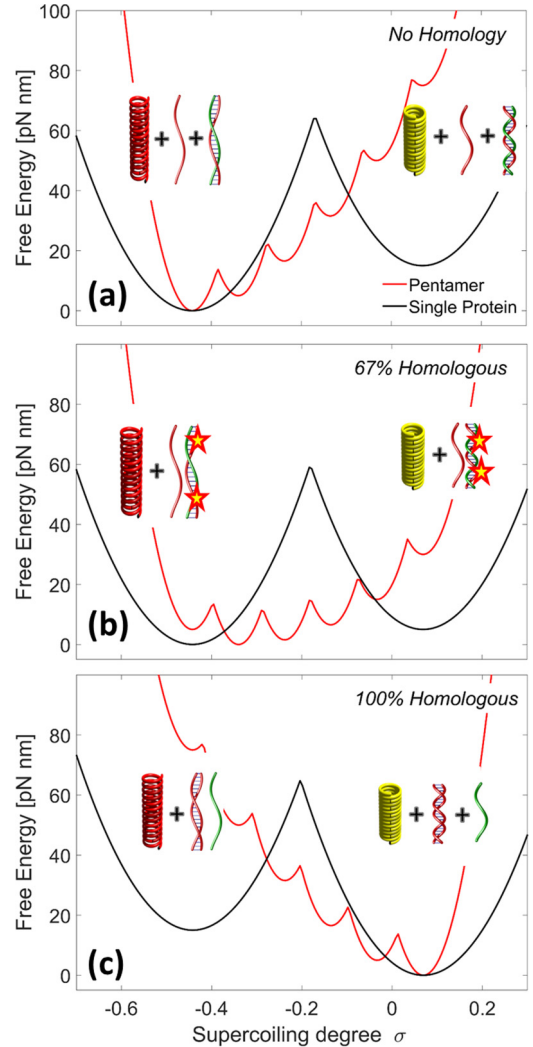 100
80
60
40
20
0
Free Energy [pN nm]
No Homology
(a)
Pentamer
Single Protein
80
60
40
20
0
Free Energy [pN nm]
67% Homologous
(b)
80
60
40
20
0
Free Energy [pN nm]
100% Homologous
(c)
-0.6 -0.4 -0.2 0 0.2
Supercoiling degree σ